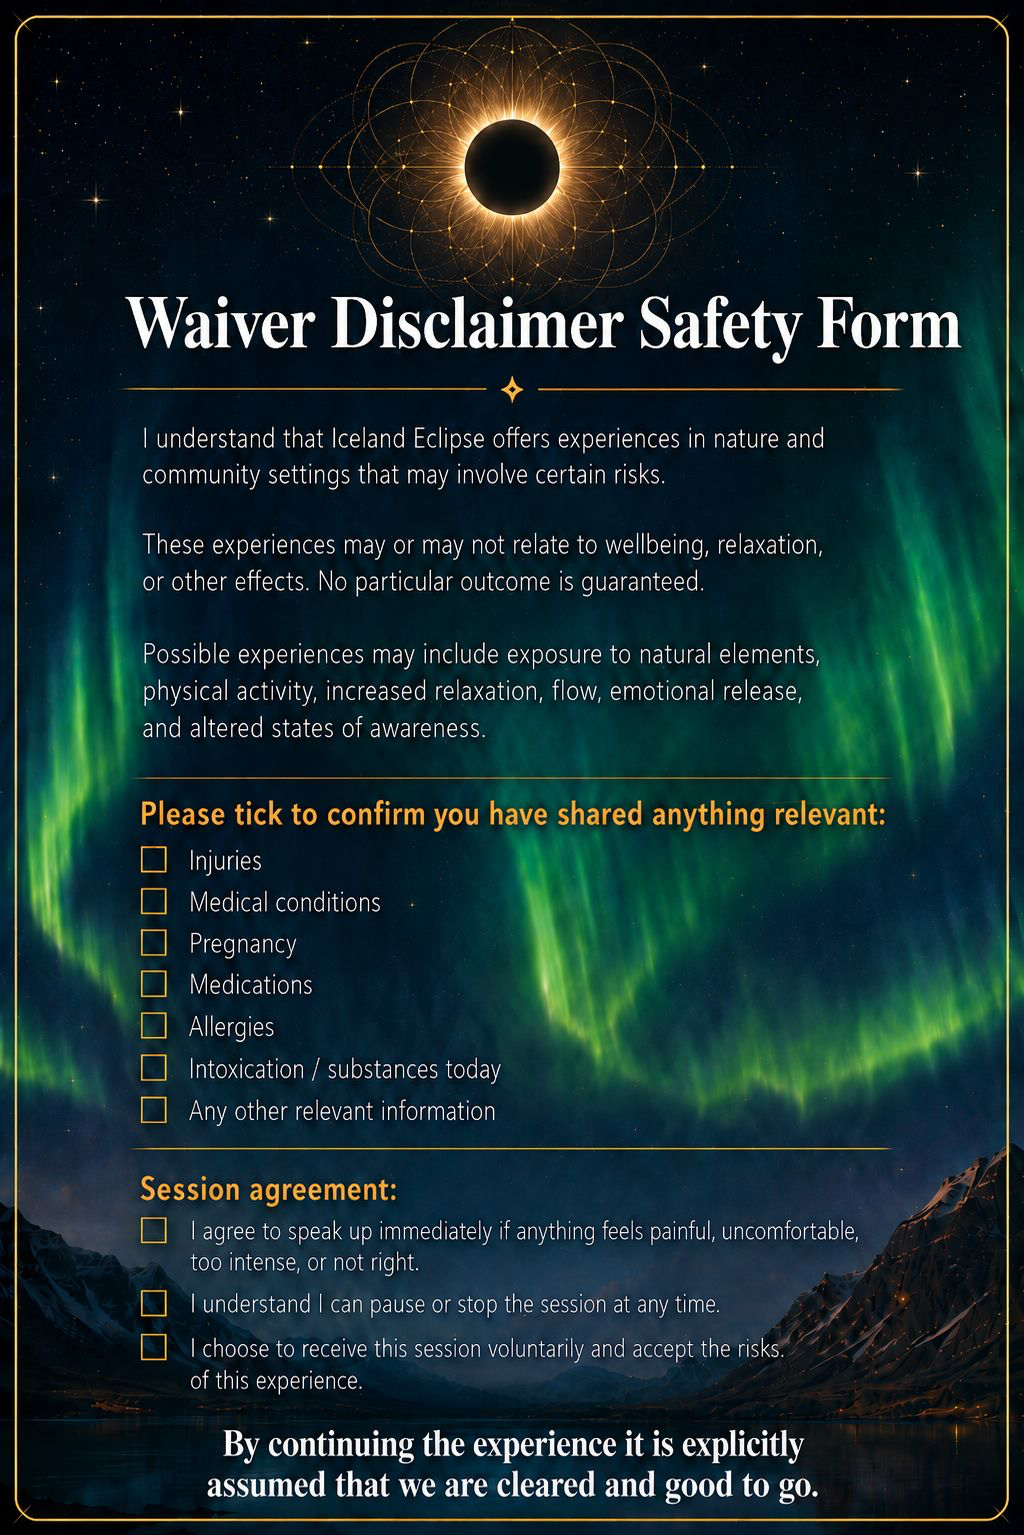 Waiver Disclaimer Safety Form
I understand that Iceland Eclipse offers experiences in nature and
community settings that may involve certain risks.
These experiences may or may not relate to wellbeing, relaxation,
or other effects. No particular outcome is guaranteed.
Possible experiences may include exposure to natural elements,
physical activity, increased relaxation, flow, emotional release,
and altered states of awareness.
Please tick to confirm you have shared anything relevant:
Injuries
Medical conditions
Pregnancy
Medications
Allergies
Intoxication / substances today
Any other relevant information
Session agreement:
I agree to speak up immediately if anything feels painful, uncomfortable,
too intense, or not right.
I understand I can pause or stop the session at any time.
I choose to receive this session voluntarily and accept the risks.
of this experience.
By continuing the experience it is explicitly
assumed that we are cleared and good to go.